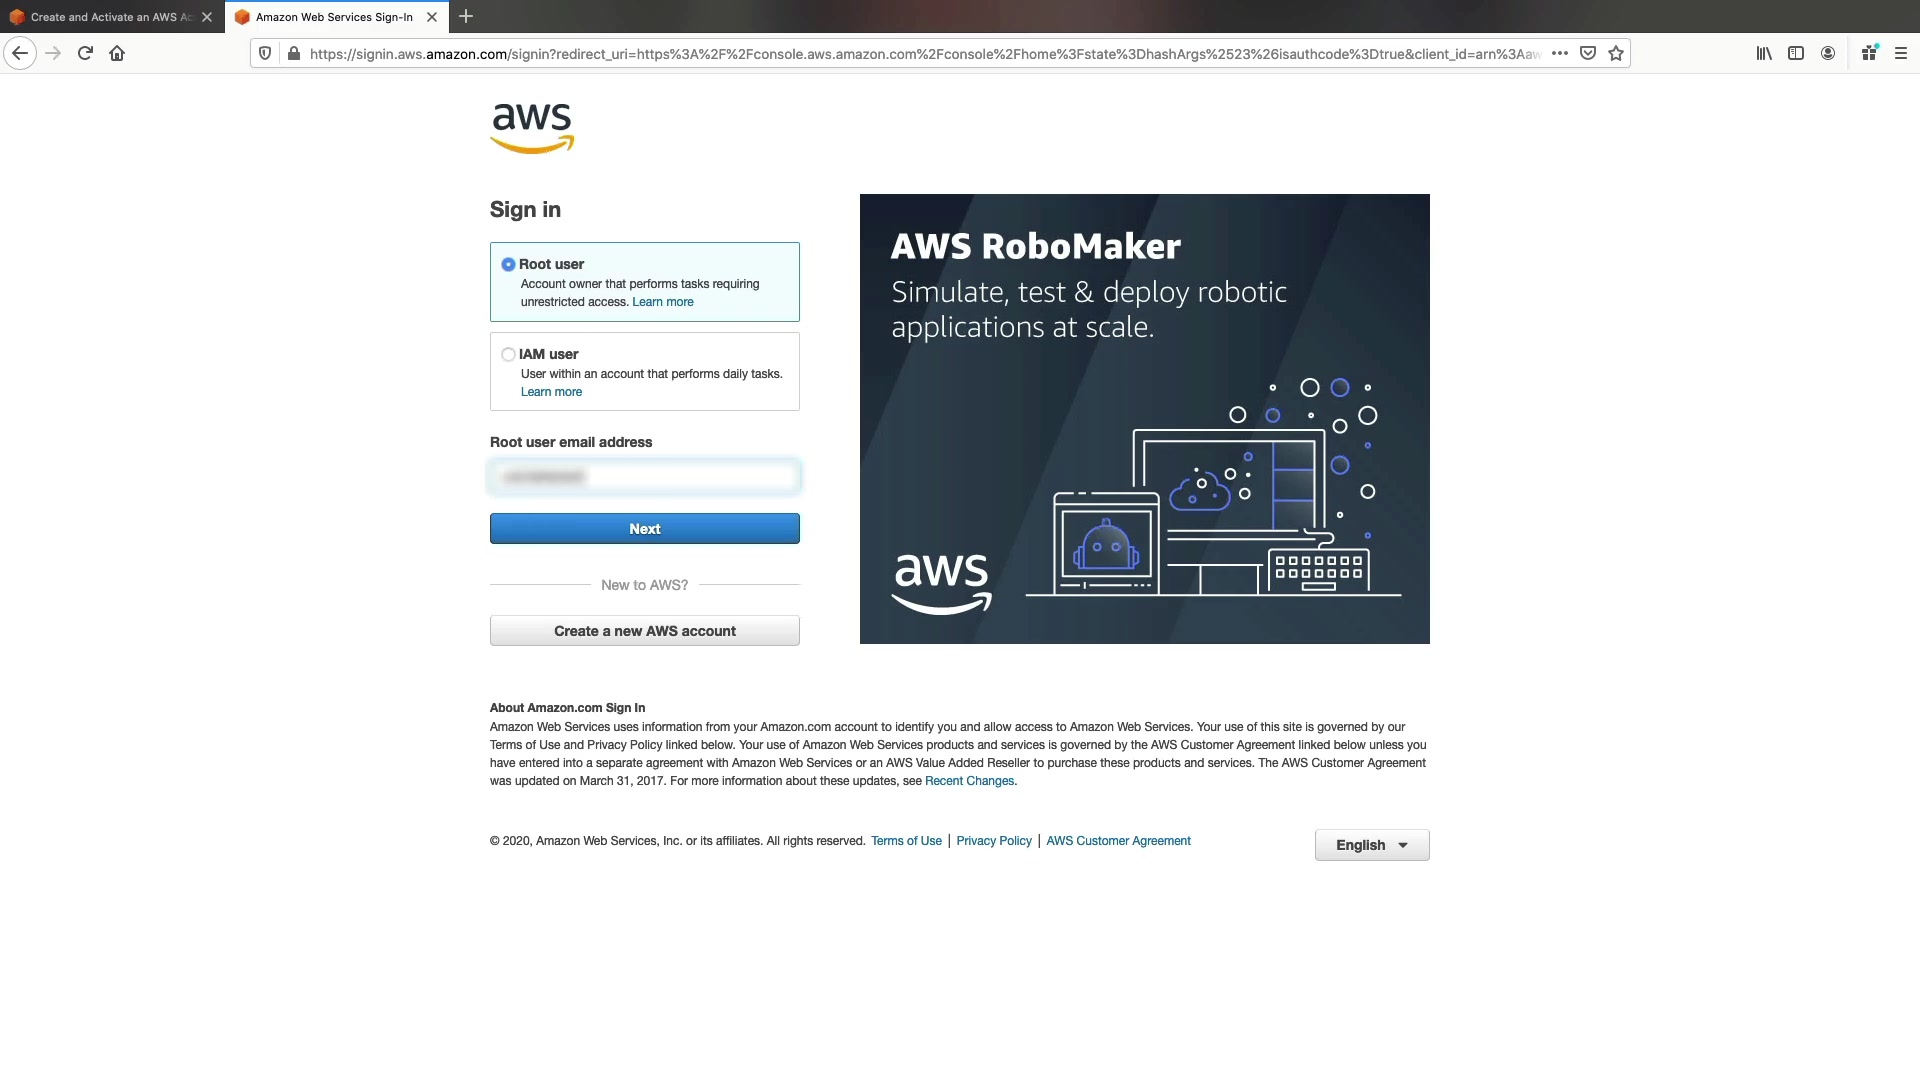 Create and Activate an AWS Ac
Amazon Web Services Sign-In
https://signin.aws.amazon.com/signin?redirect_uri=https%3A%2F%2Fconsole.aws.amazon.com%2Fconsole%2Fhome%3Fstate%3DhashArgs%2523%26isauthcode%3Dtrue&client_id=arn%3Aaw
aws
Sign in
Root user
Account owner that performs tasks requiring
unrestricted access. Learn more
IAM user
User within an account that performs daily tasks.
Learn more
Root user email address
Next
New to AWS?
Create a new AWS account
AWS RoboMaker
Simulate, test & deploy robotic
applications at scale.
aws
About Amazon.com Sign In
Amazon Web Services uses information from your Amazon.com account to identify you and allow access to Amazon Web Services. Your use of this site is governed by our
Terms of Use and Privacy Policy linked below. Your use of Amazon Web Services products and services is governed by the AWS Customer Agreement linked below unless you
have entered into a separate agreement with Amazon Web Services or an AWS Value Added Reseller to purchase these products and services. The AWS Customer Agreement
was updated on March 31, 2017. For more information about these updates, see Recent Changes.
© 2020, Amazon Web Services, Inc. or its affiliates. All rights reserved. Terms of Use | Privacy Policy | AWS Customer Agreement
English